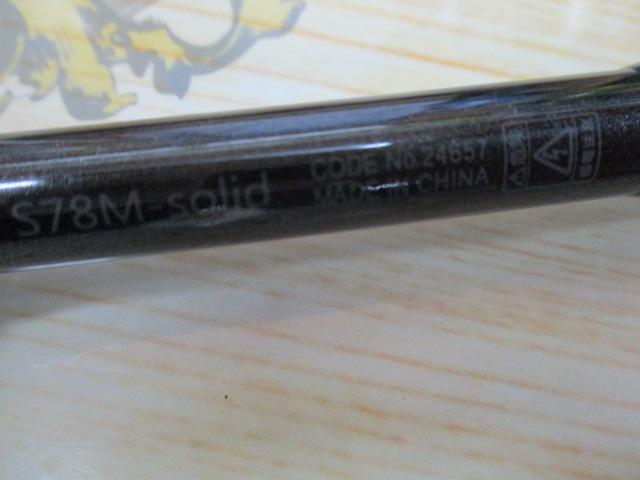 S78M-solid
CODE No.24657
MADE IN CHINA